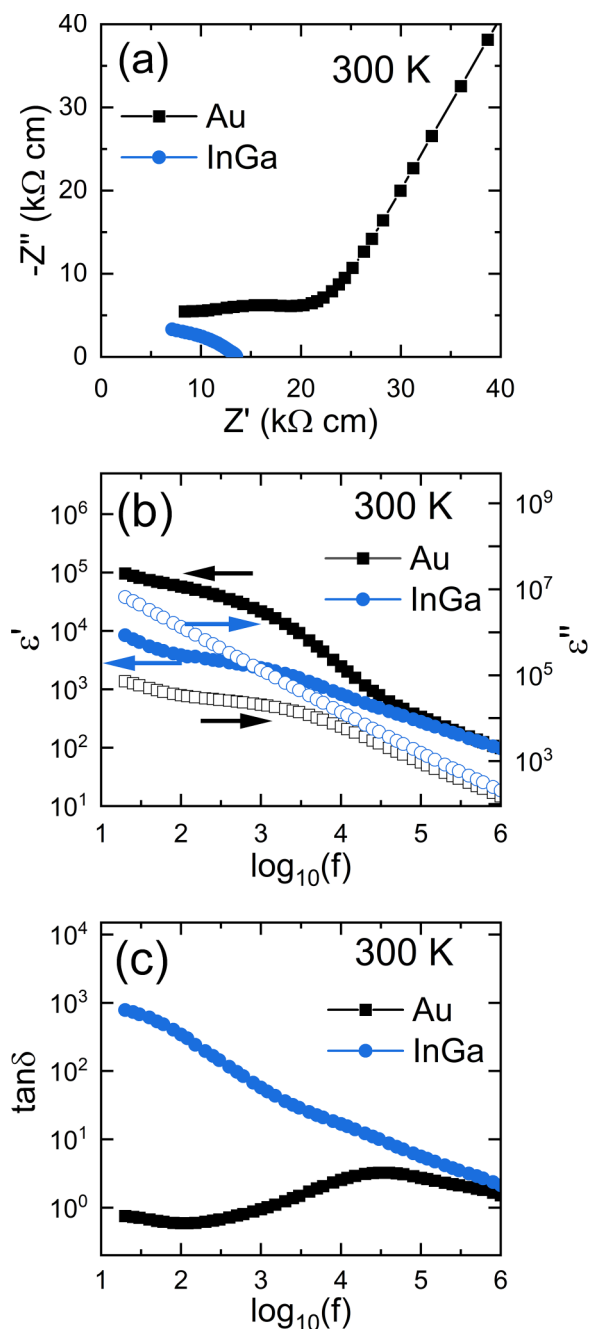 (a)
300 K
Au
InGa
-Z'' (kΩ cm)
40
30
20
10
0
0 10 20 30 40
Z' (kΩ cm)
(b)
300 K
Au
InGa
ε'
10⁶
10⁵
10⁴
10³
10²
10¹
ε''
10⁹
10⁷
10⁵
10³
1 2 3 4 5 6
log₁₀(f)
(c)
300 K
Au
InGa
tanδ
10⁴
10³
10²
10¹
10⁰
1 2 3 4 5 6
log₁₀(f)